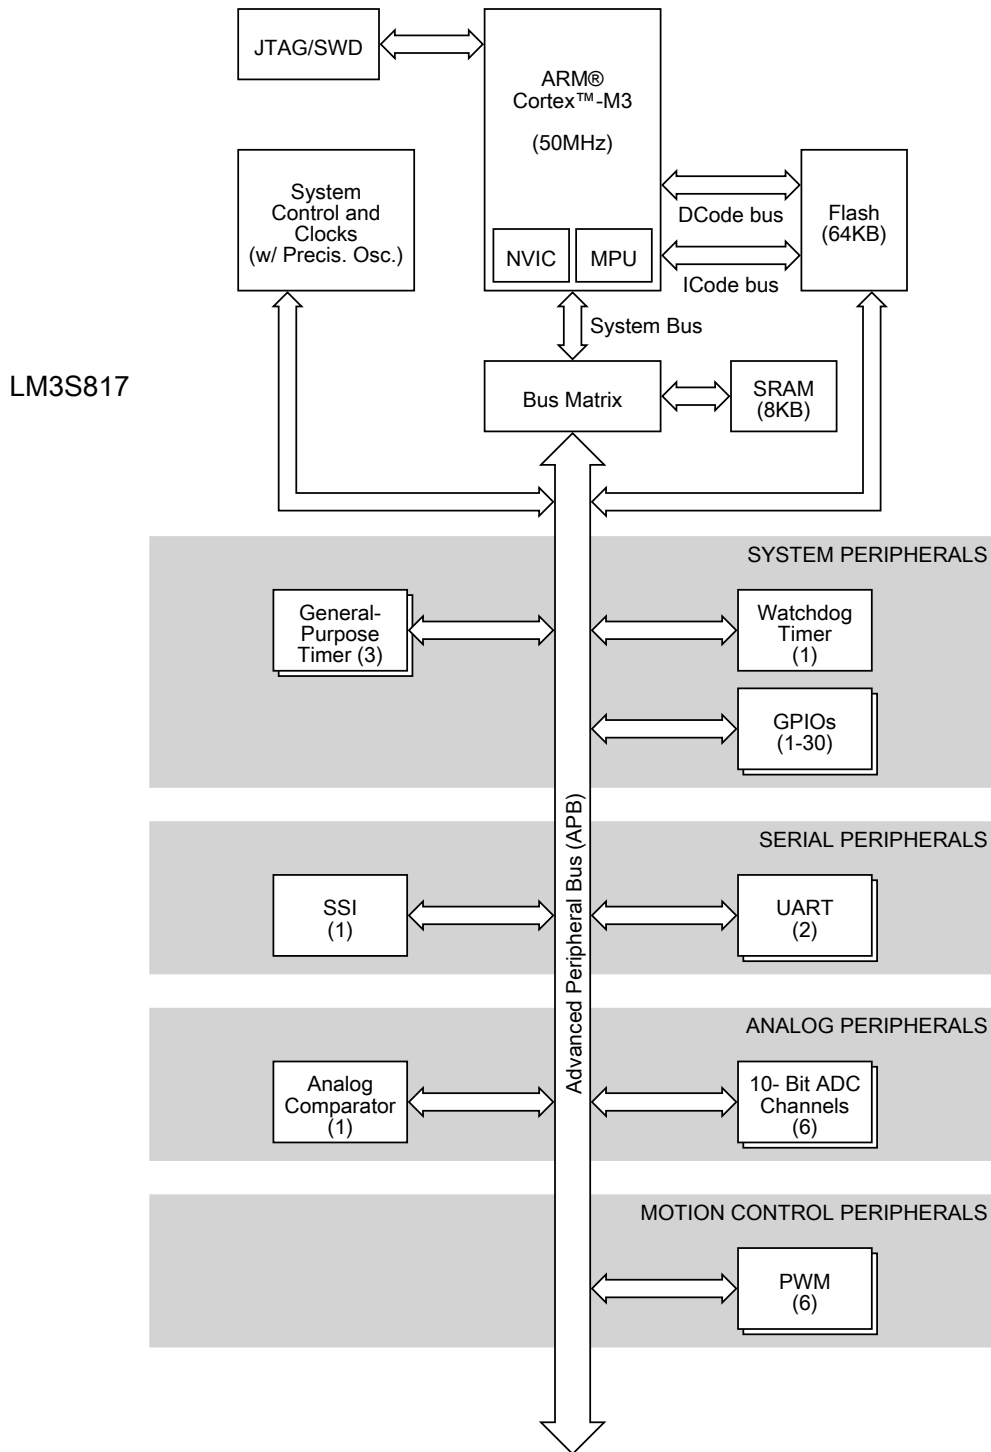 JTAG/SWD
ARM®
Cortex™-M3
(50MHz)
NVIC
MPU
System
Control and
Clocks
(w/ Precis. Osc.)
DCode bus
ICode bus
Flash
(64KB)
System Bus
LM3S817
Bus Matrix
SRAM
(8KB)
SYSTEM PERIPHERALS
General-
Purpose
Timer (3)
Watchdog
Timer
(1)
GPIOs
(1-30)
Advanced Peripheral Bus (APB)
SERIAL PERIPHERALS
SSI
(1)
UART
(2)
ANALOG PERIPHERALS
Analog
Comparator
(1)
10- Bit ADC
Channels
(6)
MOTION CONTROL PERIPHERALS
PWM
(6)